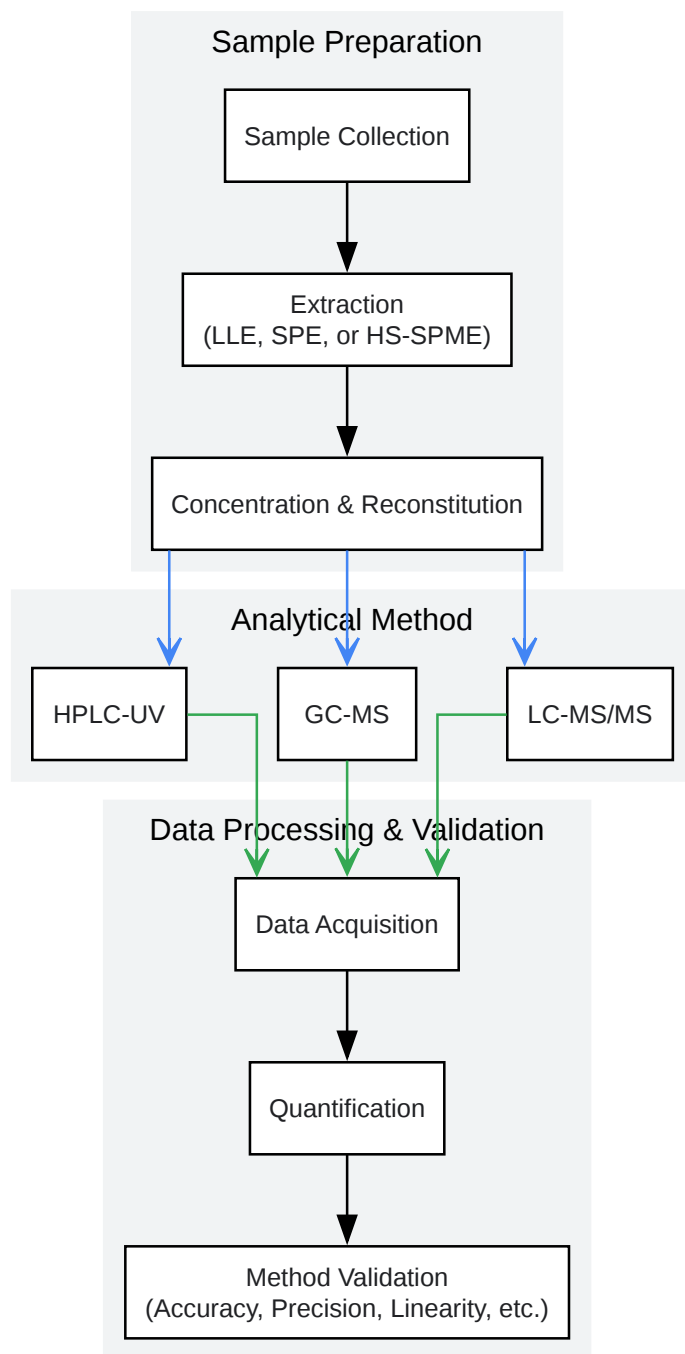 Sample Preparation
Sample Collection
Extraction
(LLE, SPE, or HS-SPME)
Concentration & Reconstitution
Analytical Method
HPLC-UV
GC-MS
LC-MS/MS
Data Processing & Validation
Data Acquisition
Quantification
Method Validation
(Accuracy, Precision, Linearity, etc.)